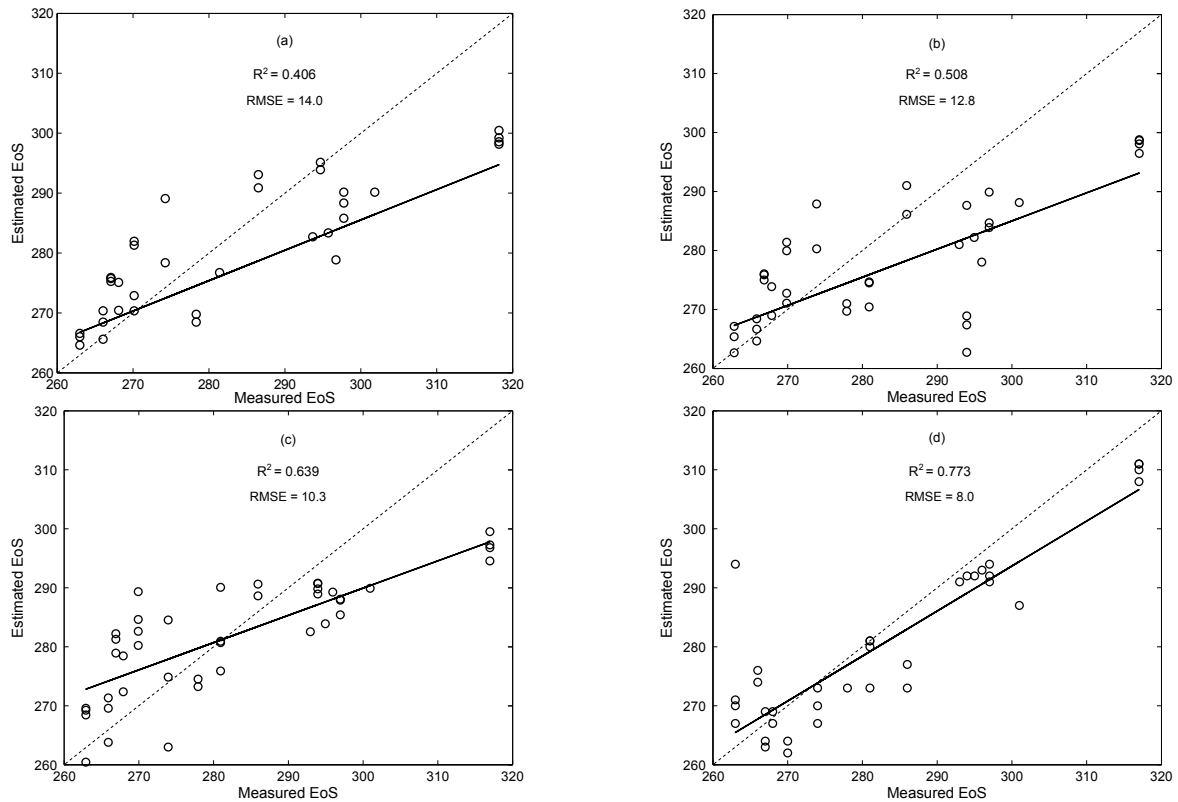 320
310
300
290
280
270
260
Estimated EoS
(a)
R² = 0.406
RMSE = 14.0
260 270 280 290 300 310 320
Measured EoS
320
310
300
290
280
270
260
Estimated EoS
(b)
R² = 0.508
RMSE = 12.8
260 270 280 290 300 310 320
Measured EoS
320
310
300
290
280
270
260
Estimated EoS
(c)
R² = 0.639
RMSE = 10.3
260 270 280 290 300 310 320
Measured EoS
320
310
300
290
280
270
260
Estimated EoS
(d)
R² = 0.773
RMSE = 8.0
260 270 280 290 300 310 320
Measured EoS